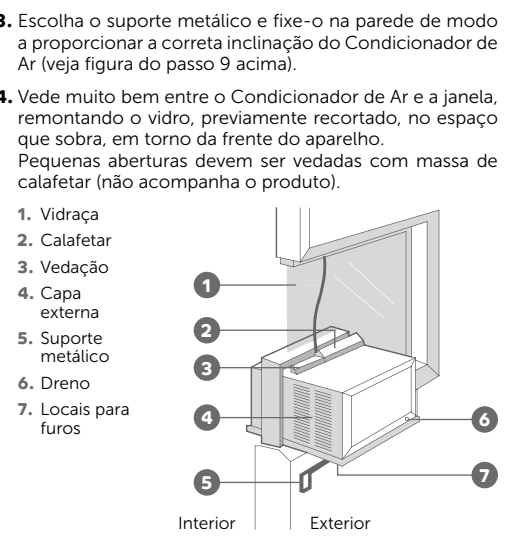 3. Escolha o suporte metálico e fixe-o na parede de modo
a proporcionar a correta inclinação do Condicionador de
Ar (veja figura do passo 9 acima).
4. Vede muito bem entre o Condicionador de Ar e a janela,
remontando o vidro, previamente recortado, no espaço
que sobra, em torno da frente do aparelho.
Pequenas aberturas devem ser vedadas com massa de
calafetar (não acompanha o produto).
1. Vidraça
2. Calafetar
3. Vedação
4. Capa
externa
5. Suporte
metálico
6. Dreno
7. Locais para
furos
1
2
3
4
5
6
7
Interior
Exterior